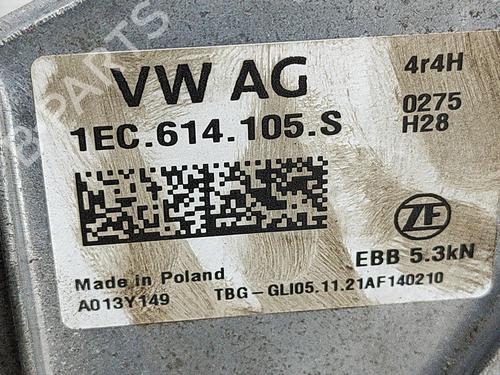 VW AG
4r4H
1EC.614.105.S
0275
H28
ZF
EBB 5.3kN
Made in Poland
A013Y149
TBG-GLI05.11.21AF140210
B-PARTS